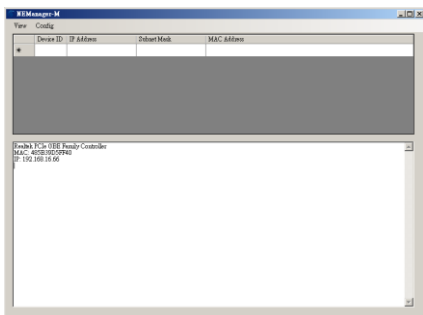 NEManager-M
View Config
Device ID IP Address Subnet Mask MAC Address
Realtek PCIe GBE Family Controller
MAC: 485B39D5FF40
IP: 192.168.16.66